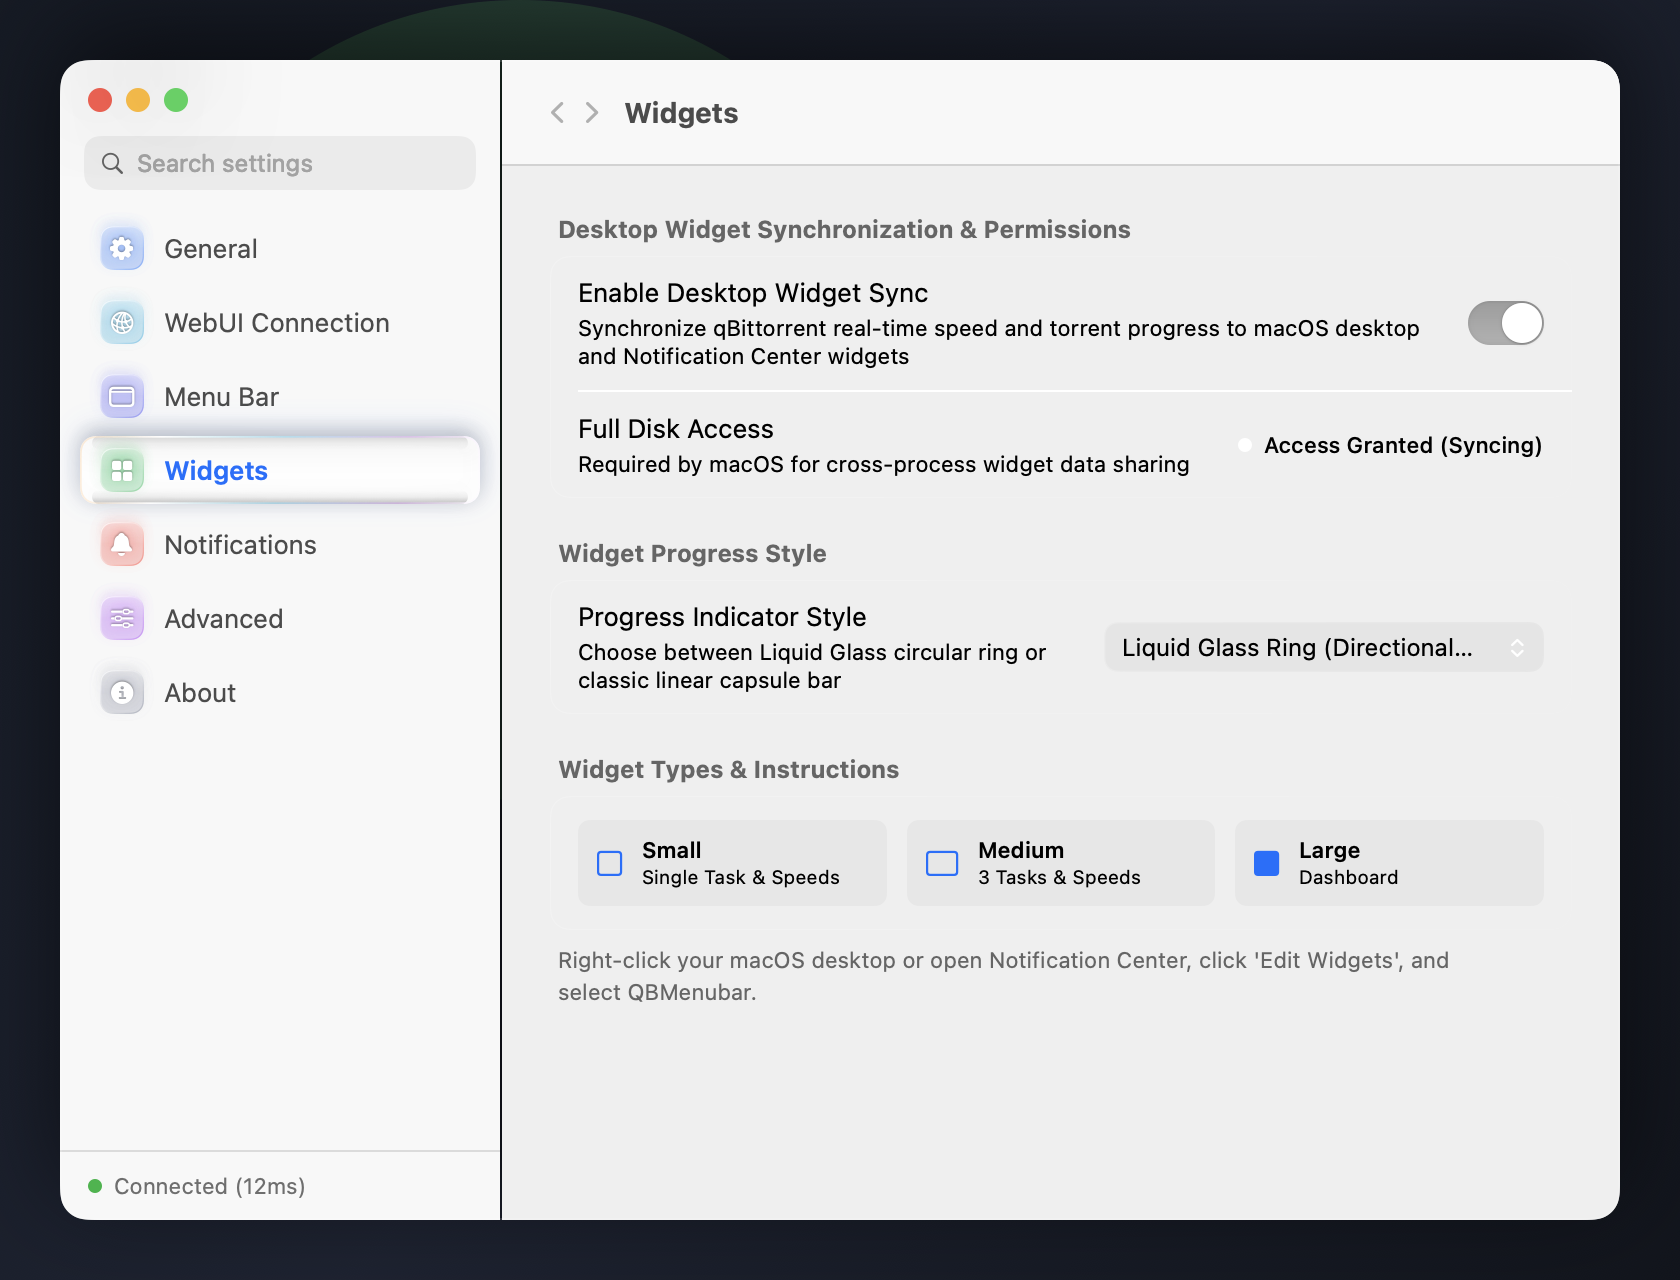 Search settings
General
WebUI Connection
Menu Bar
Widgets
Notifications
Advanced
About
Connected (12ms)
Widgets
Desktop Widget Synchronization & Permissions
Enable Desktop Widget Sync
Synchronize qBittorrent real-time speed and torrent progress to macOS desktop
and Notification Center widgets
Full Disk Access
Required by macOS for cross-process widget data sharing
Access Granted (Syncing)
Widget Progress Style
Progress Indicator Style
Choose between Liquid Glass circular ring or
classic linear capsule bar
Liquid Glass Ring (Directional...
Widget Types & Instructions
Small
Single Task & Speeds
Medium
3 Tasks & Speeds
Large
Dashboard
Right-click your macOS desktop or open Notification Center, click 'Edit Widgets', and
select QBMenubar.